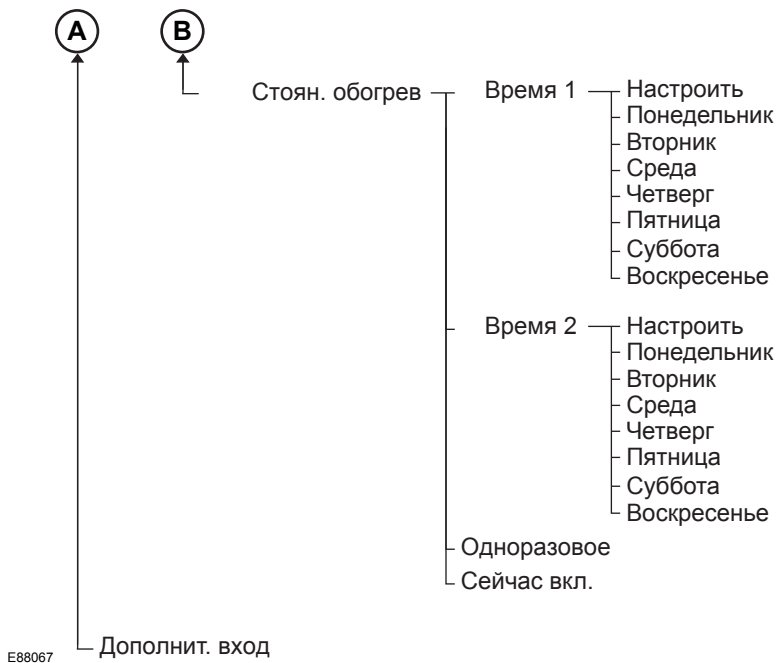 A B
Стоян. обогрев Время 1 Настроить
Понедельник
Вторник
Среда
Четверг
Пятница
Суббота
Воскресенье
Время 2 Настроить
Понедельник
Вторник
Среда
Четверг
Пятница
Суббота
Воскресенье
Одноразовое
Сейчас вкл.
Дополнит. вход
E88067